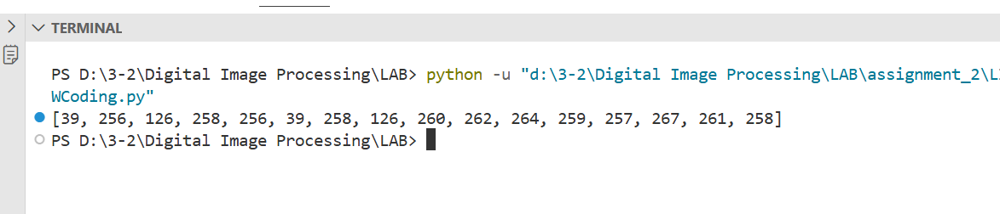 TERMINAL
PS D:\3-2\Digital Image Processing\LAB> python -u "d:\3-2\Digital Image Processing\LAB\assignment_2\LZ
WCoding.py"
[39, 256, 126, 258, 256, 39, 258, 126, 260, 262, 264, 259, 257, 267, 261, 258]
PS D:\3-2\Digital Image Processing\LAB>